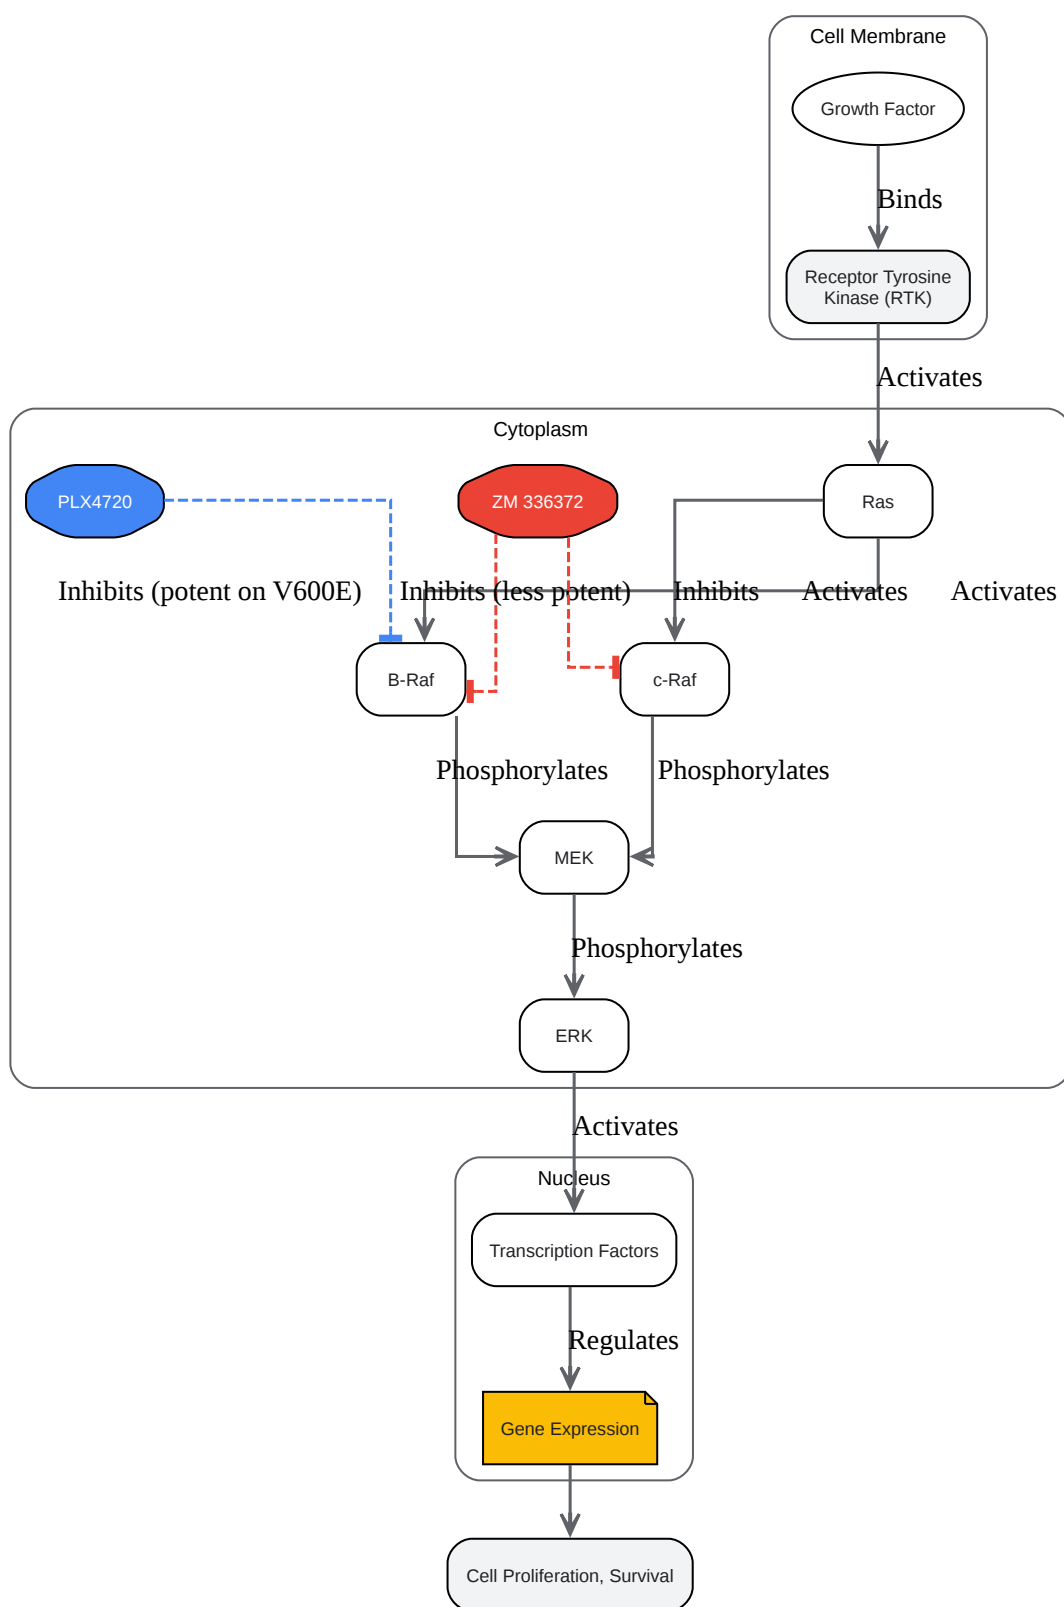 Cell Membrane
Growth Factor
Binds
Receptor Tyrosine
Kinase (RTK)
Activates
Cytoplasm
PLX4720
ZM 336372
Ras
Inhibits (potent on V600E)
Inhibits (less potent)
Inhibits
Activates
Activates
B-Raf
c-Raf
Phosphorylates
Phosphorylates
MEK
Phosphorylates
ERK
Activates
Nucleus
Transcription Factors
Regulates
Gene Expression
Cell Proliferation, Survival